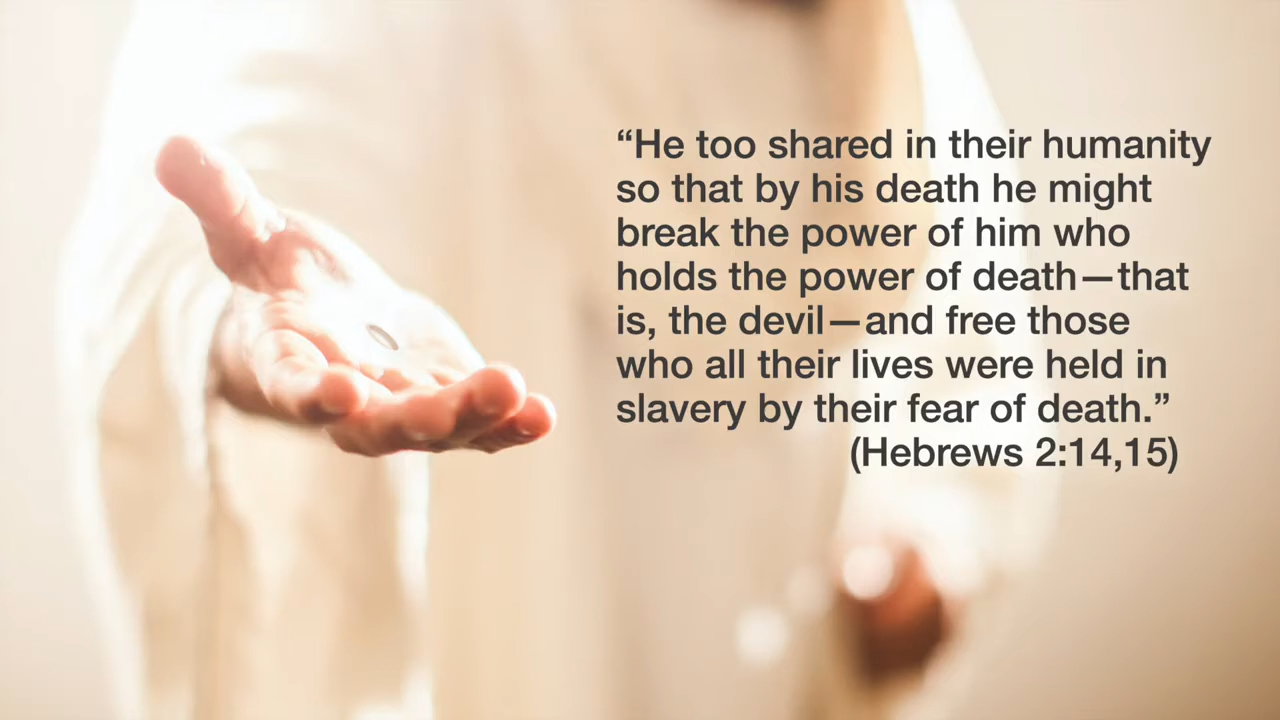 “He too shared in their humanity
so that by his death he might
break the power of him who
holds the power of death—that
is, the devil—and free those
who all their lives were held in
slavery by their fear of death.”
(Hebrews 2:14,15)